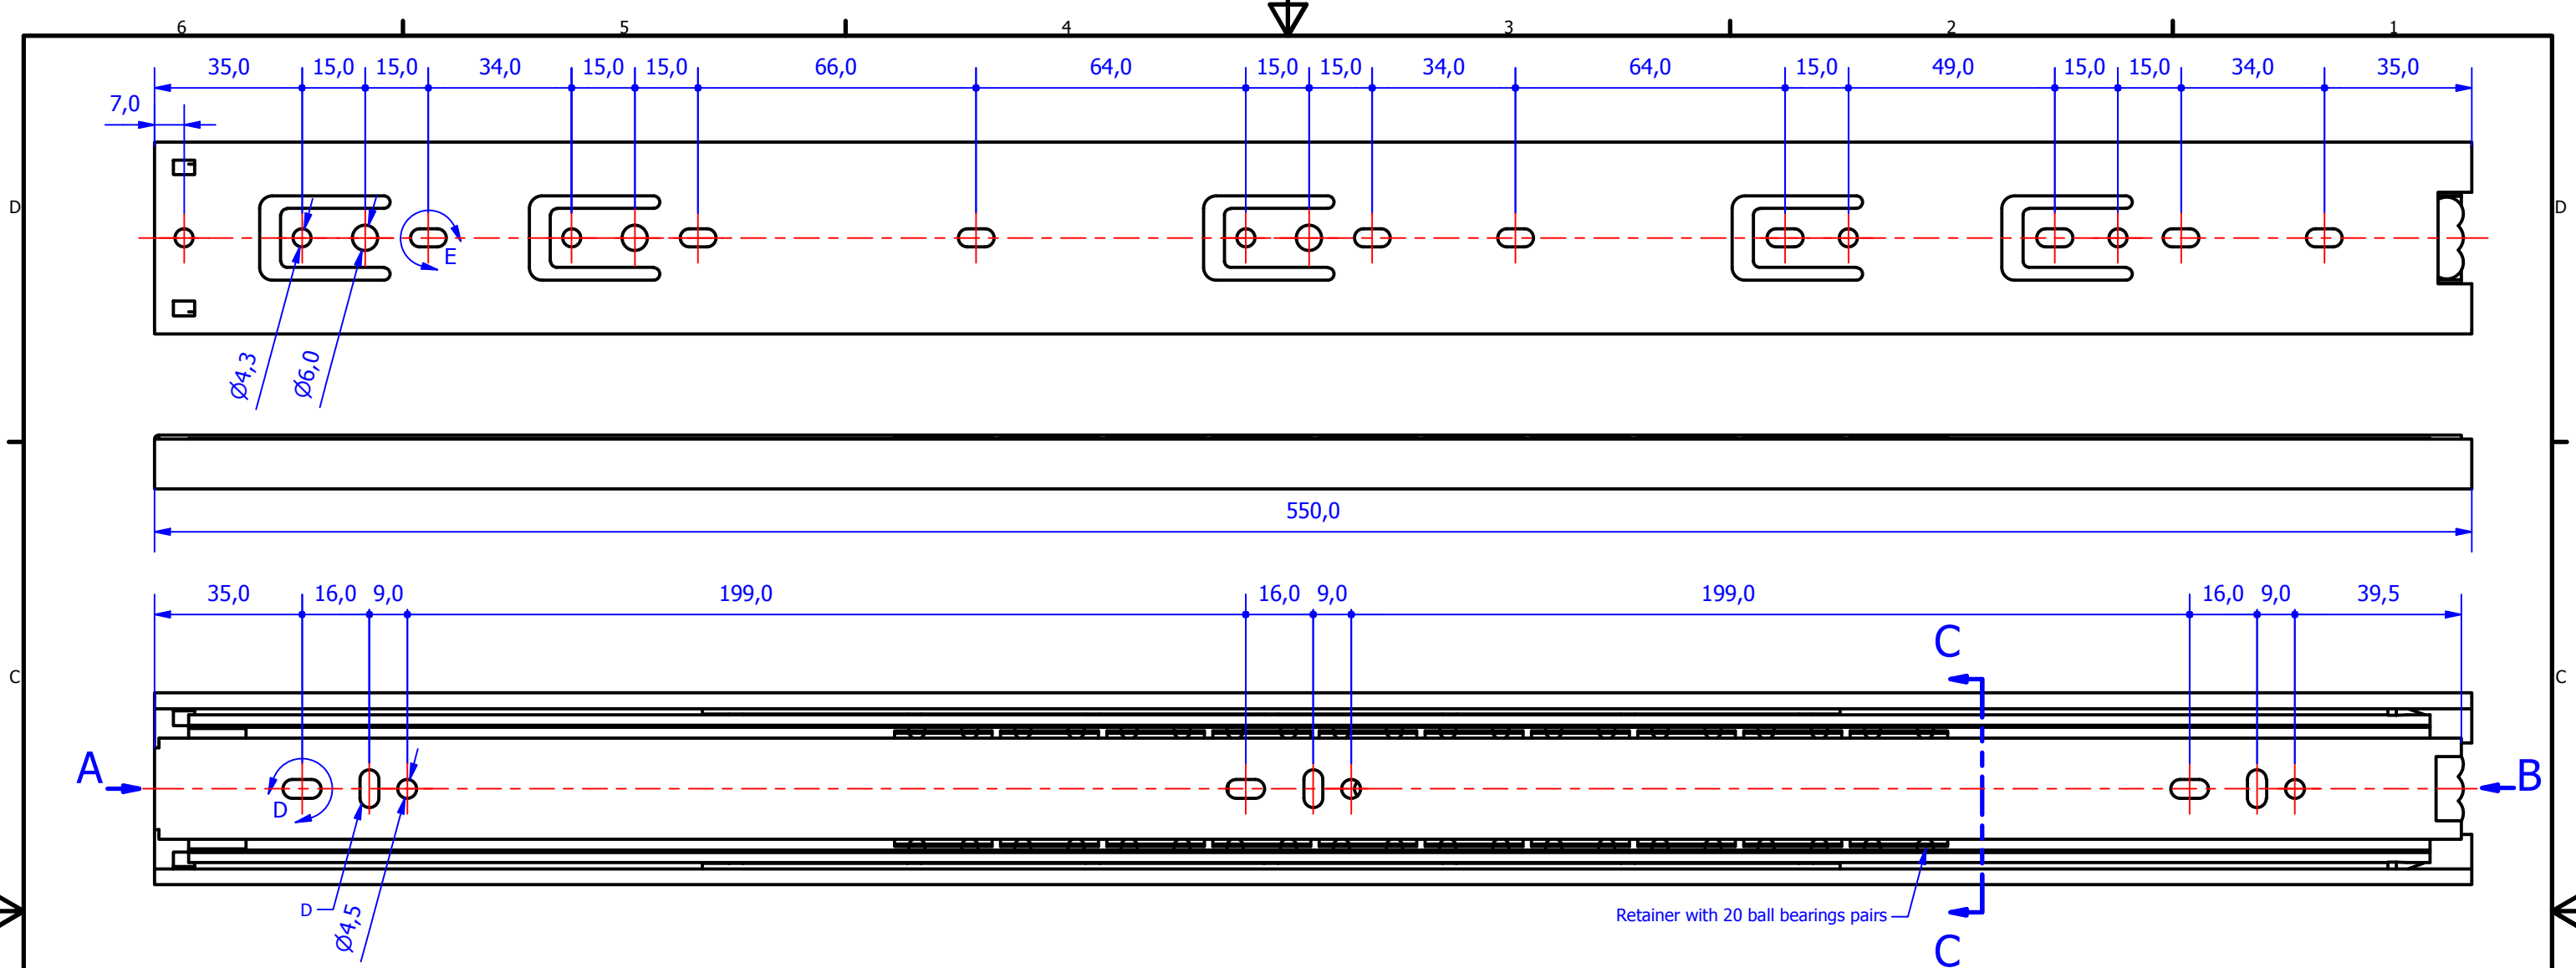 6 5 4 3 2 1
35,0 15,0 15,0 34,0 15,0 15,0 66,0 64,0 15,0 15,0 34,0 64,0 15,0 49,0 15,0 15,0 34,0 35,0
7,0
D D
E
Ø4,3 Ø6,0
550,0
35,0 16,0 9,0 199,0 16,0 9,0 199,0 16,0 9,0 39,5
C
C C
A B
D
D Ø4,5
Retainer with 20 ball bearings pairs
C